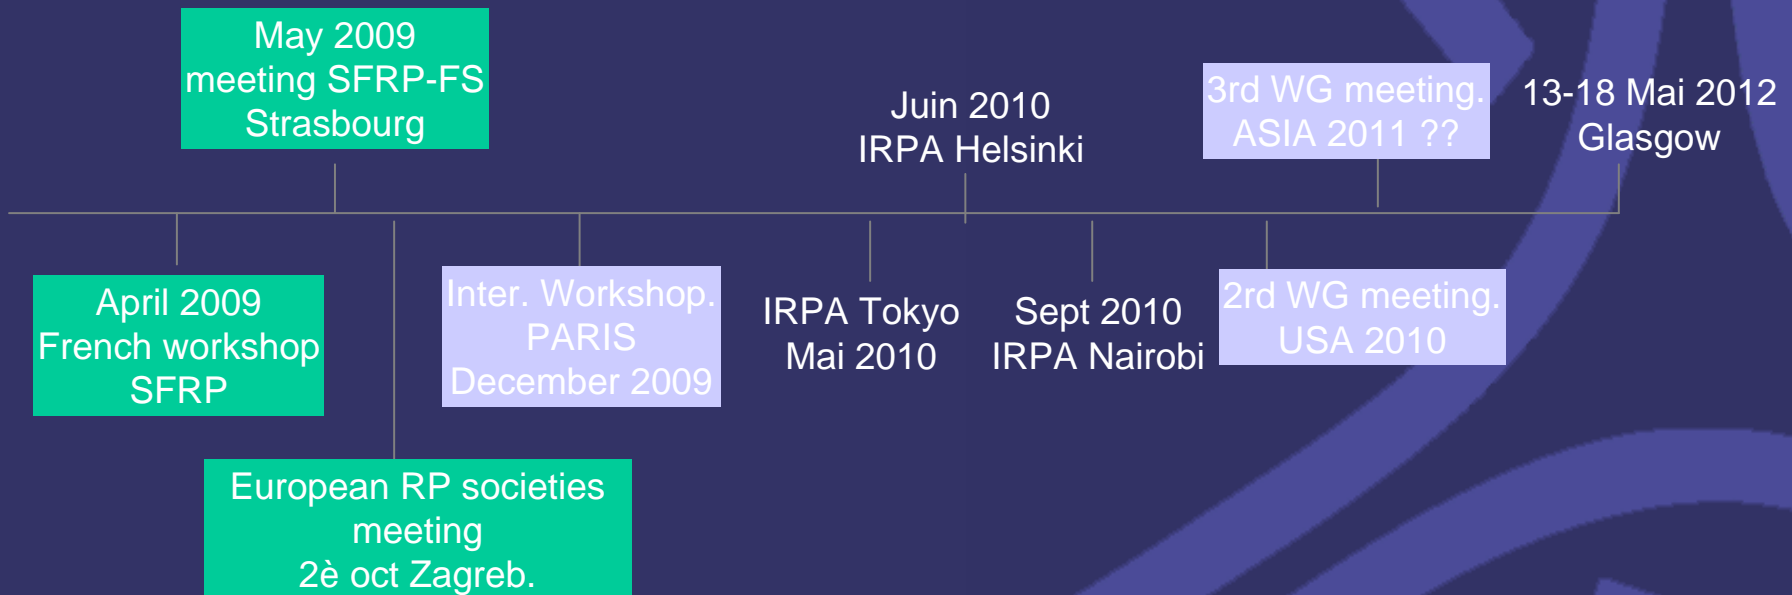 May 2009
meeting SFRP-FS
Strasbourg
Juin 2010
IRPA Helsinki
3rd WG meeting.
ASIA 2011 ??
13-18 Mai 2012
Glasgow
April 2009
French workshop
SFRP
Inter. Workshop.
PARIS
December 2009
IRPA Tokyo
Mai 2010
Sept 2010
IRPA Nairobi
2rd WG meeting.
USA 2010
European RP societies
meeting
2è oct Zagreb.